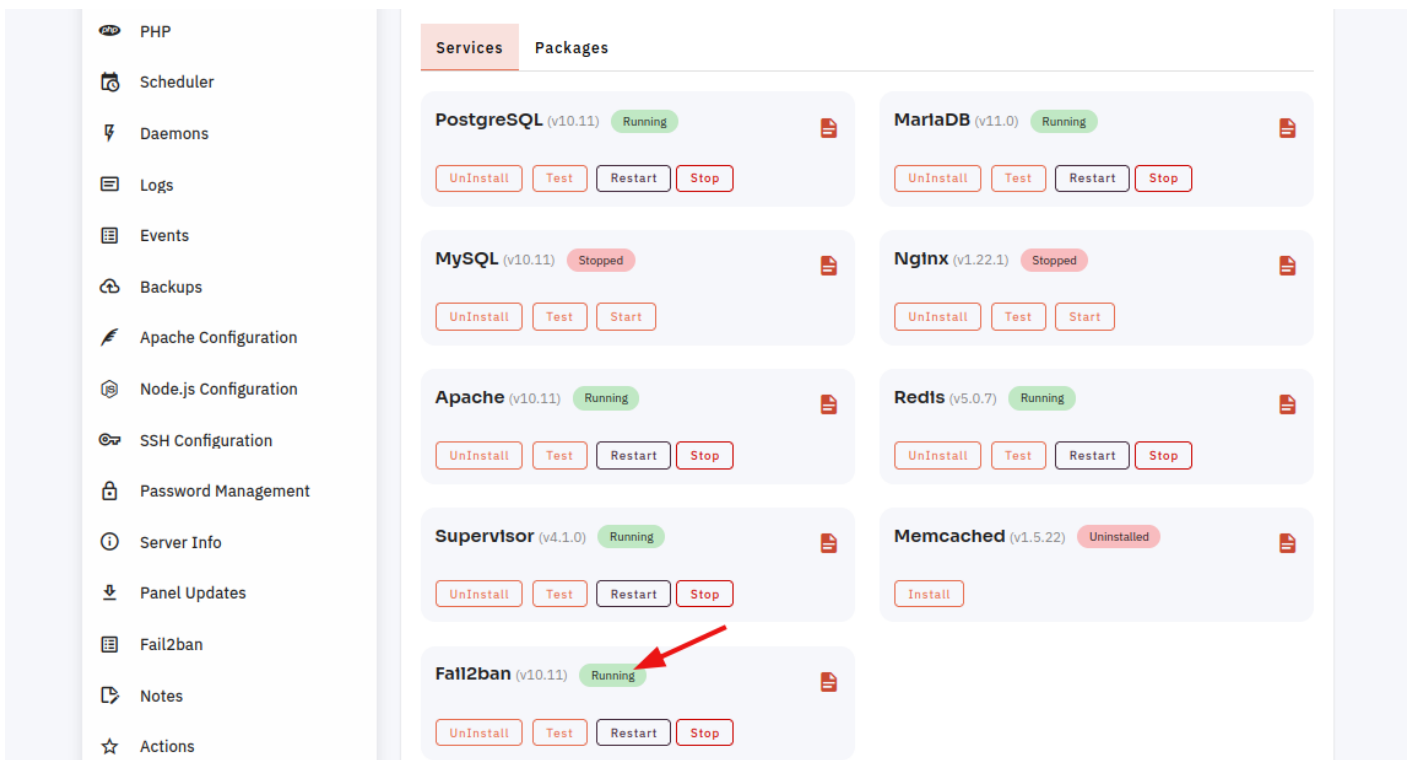 php PHP
Scheduler
Daemons
Logs
Events
Backups
Apache Configuration
JS Node.js Configuration
SSH Configuration
Password Management
Server Info
Panel Updates
Fail2ban
Notes
Actions
Services Packages
PostgreSQL (v10.11) Running
UnInstall Test Restart Stop
MariaDB (v11.0) Running
UnInstall Test Restart Stop
MySQL (v10.11) Stopped
UnInstall Test Start
Nginx (v1.22.1) Stopped
UnInstall Test Start
Apache (v10.11) Running
UnInstall Test Restart Stop
Redis (v5.0.7) Running
UnInstall Test Restart Stop
Supervisor (v4.1.0) Running
UnInstall Test Restart Stop
Memcached (v1.5.22) Uninstalled
Install
Fail2ban (v10.11) Running
UnInstall Test Restart Stop